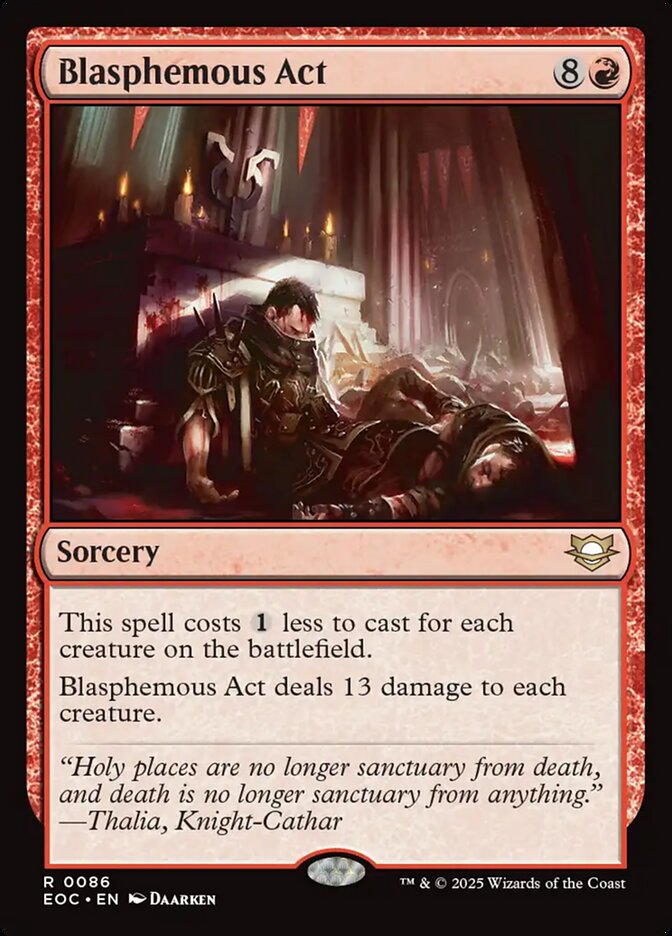 Blasphemous Act 8
Sorcery
This spell costs 1 less to cast for each
creature on the battlefield.
Blasphemous Act deals 13 damage to each
creature.
“Holy places are no longer sanctuary from death,
and death is no longer sanctuary from anything.”
—Thalia, Knight-Cathar
R 0086
EOC • EN Daarken
™ & © 2025 Wizards of the Coast